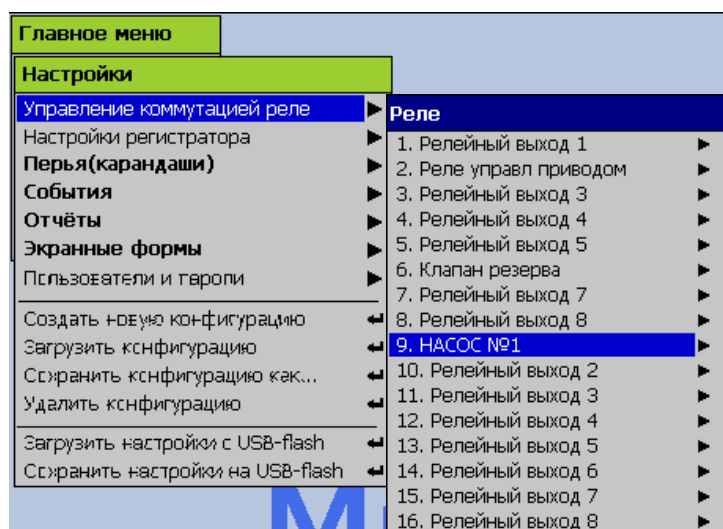 Главное меню
Настройки
Управление коммутацией реле
Настройки регистратора
Перья(карандаши)
События
Отчёты
Экранные формы
Пользователи и пароли
Создать новую конфигурацию
Загрузить конфигурацию
Сохранить конфигурацию как...
Удалить конфигурацию
Загрузить настройки с USB-flash
Сохранить настройки на USB-flash
Реле
1. Релейный выход 1
2. Реле управл приводом
3. Релейный выход 3
4. Релейный выход 4
5. Релейный выход 5
6. Клапан резерва
7. Релейный выход 7
8. Релейный выход 8
9. НАСОС №1
10. Релейный выход 2
11. Релейный выход 3
12. Релейный выход 4
13. Релейный выход 5
14. Релейный выход 6
15. Релейный выход 7
16. Релейный выход 8